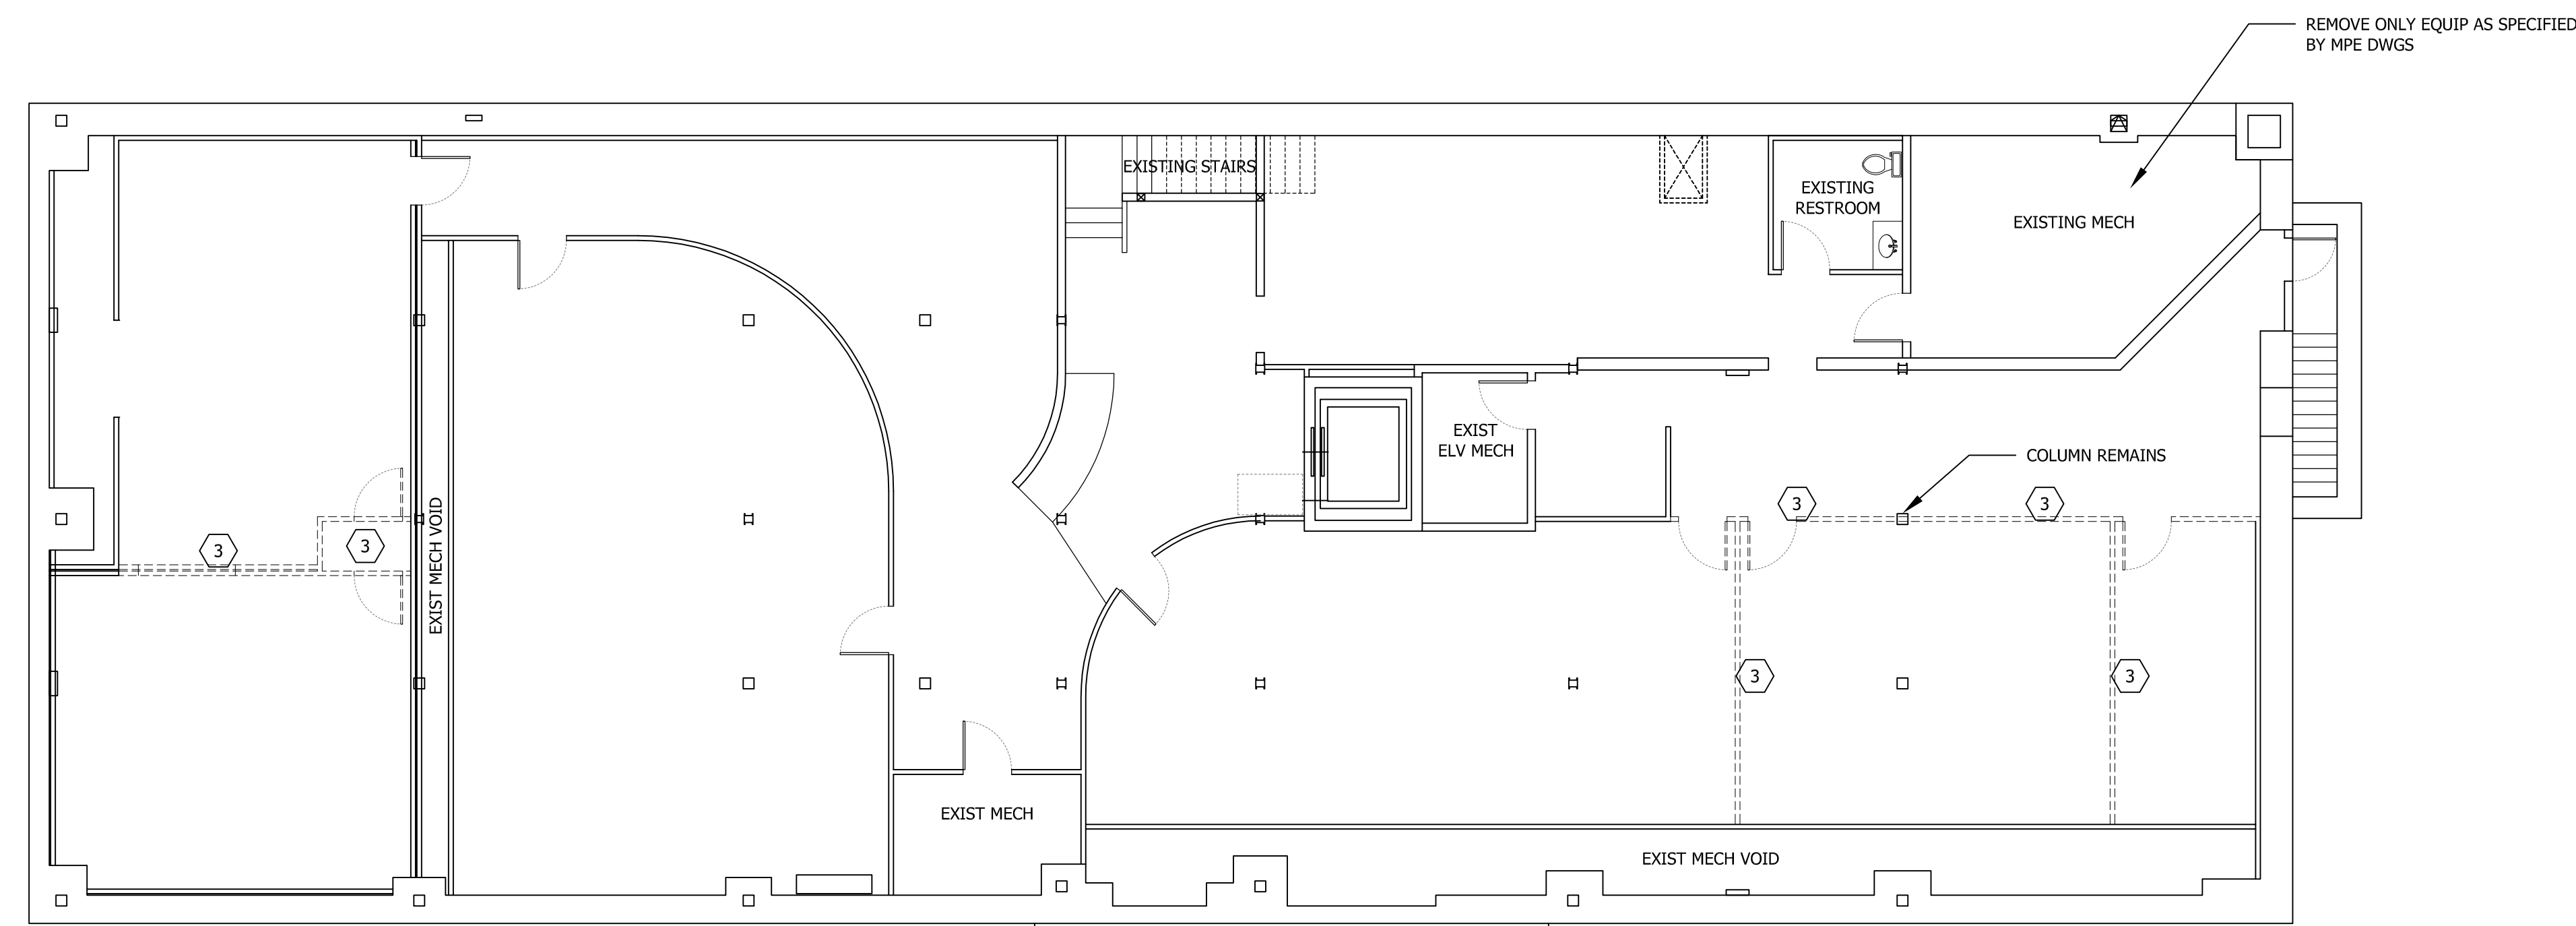 REMOVE ONLY EQUIP AS SPECIFIED
BY MPE DWGS
EXISTING STAIRS
EXISTING
RESTROOM
EXISTING MECH
EXIST
ELV MECH
COLUMN REMAINS
3
3
3
3
EXIST MECH VOID
3
3
EXIST MECH
EXIST MECH VOID